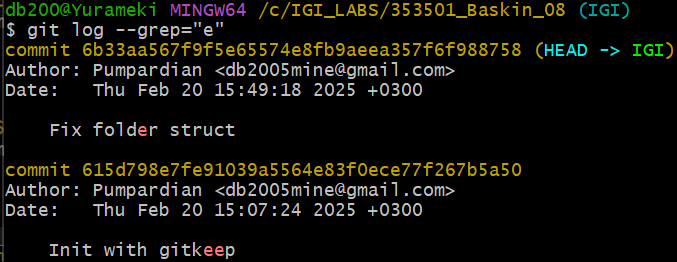 db200@Yurameki MINGW64 /c/IGI_LABS/353501_Baskin_08 (IGI)
$ git log --grep="e"
commit 6b33aa567f9f5e65574e8fb9aeea357f6f988758 (HEAD -> IGI)
Author: Pumpardian <db2005mine@gmail.com>
Date:   Thu Feb 20 15:49:18 2025 +0300

    Fix folder struct

commit 615d798e7fe91039a5564e83f0ece77f267b5a50
Author: Pumpardian <db2005mine@gmail.com>
Date:   Thu Feb 20 15:07:24 2025 +0300

    Init with gitkeep